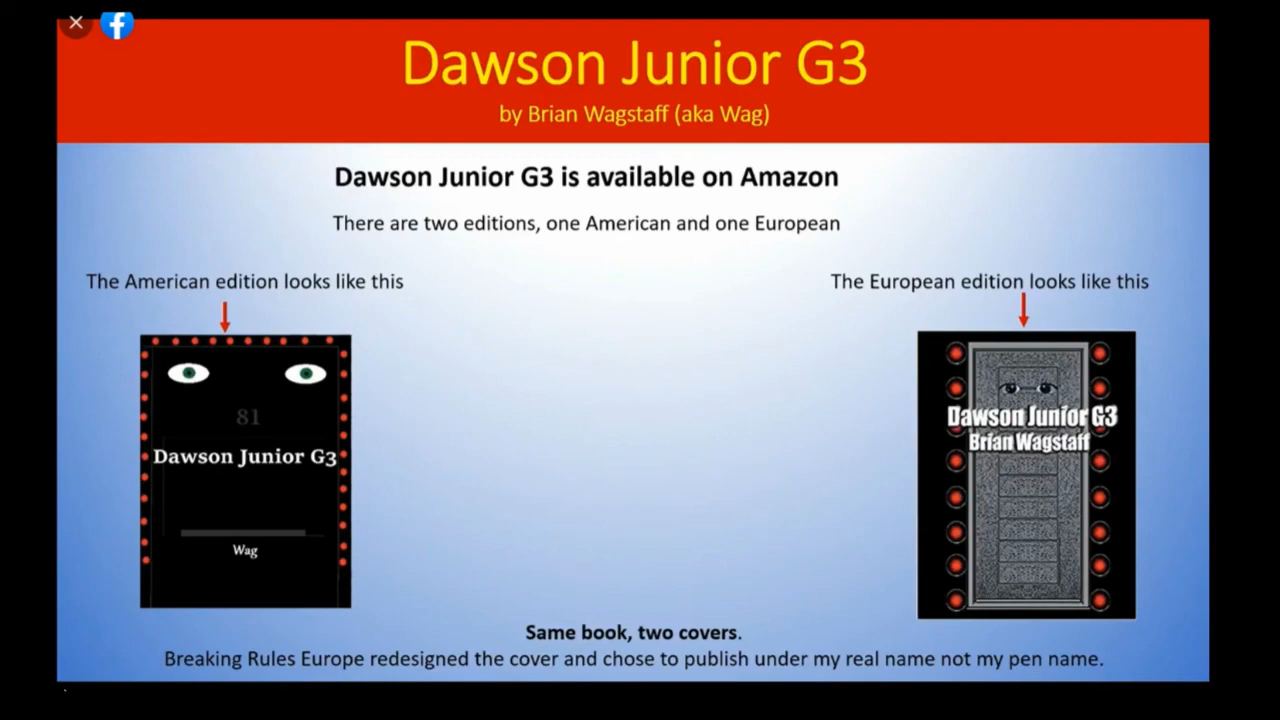 Dawson Junior G3
by Brian Wagstaff (aka Wag)
Dawson Junior G3 is available on Amazon
There are two editions, one American and one European
The American edition looks like this
The European edition looks like this
81
Dawson Junior G3
Wag
Dawson Junior G3
Brian Wagstaff
Same book, two covers.
Breaking Rules Europe redesigned the cover and chose to publish under my real name not my pen name.